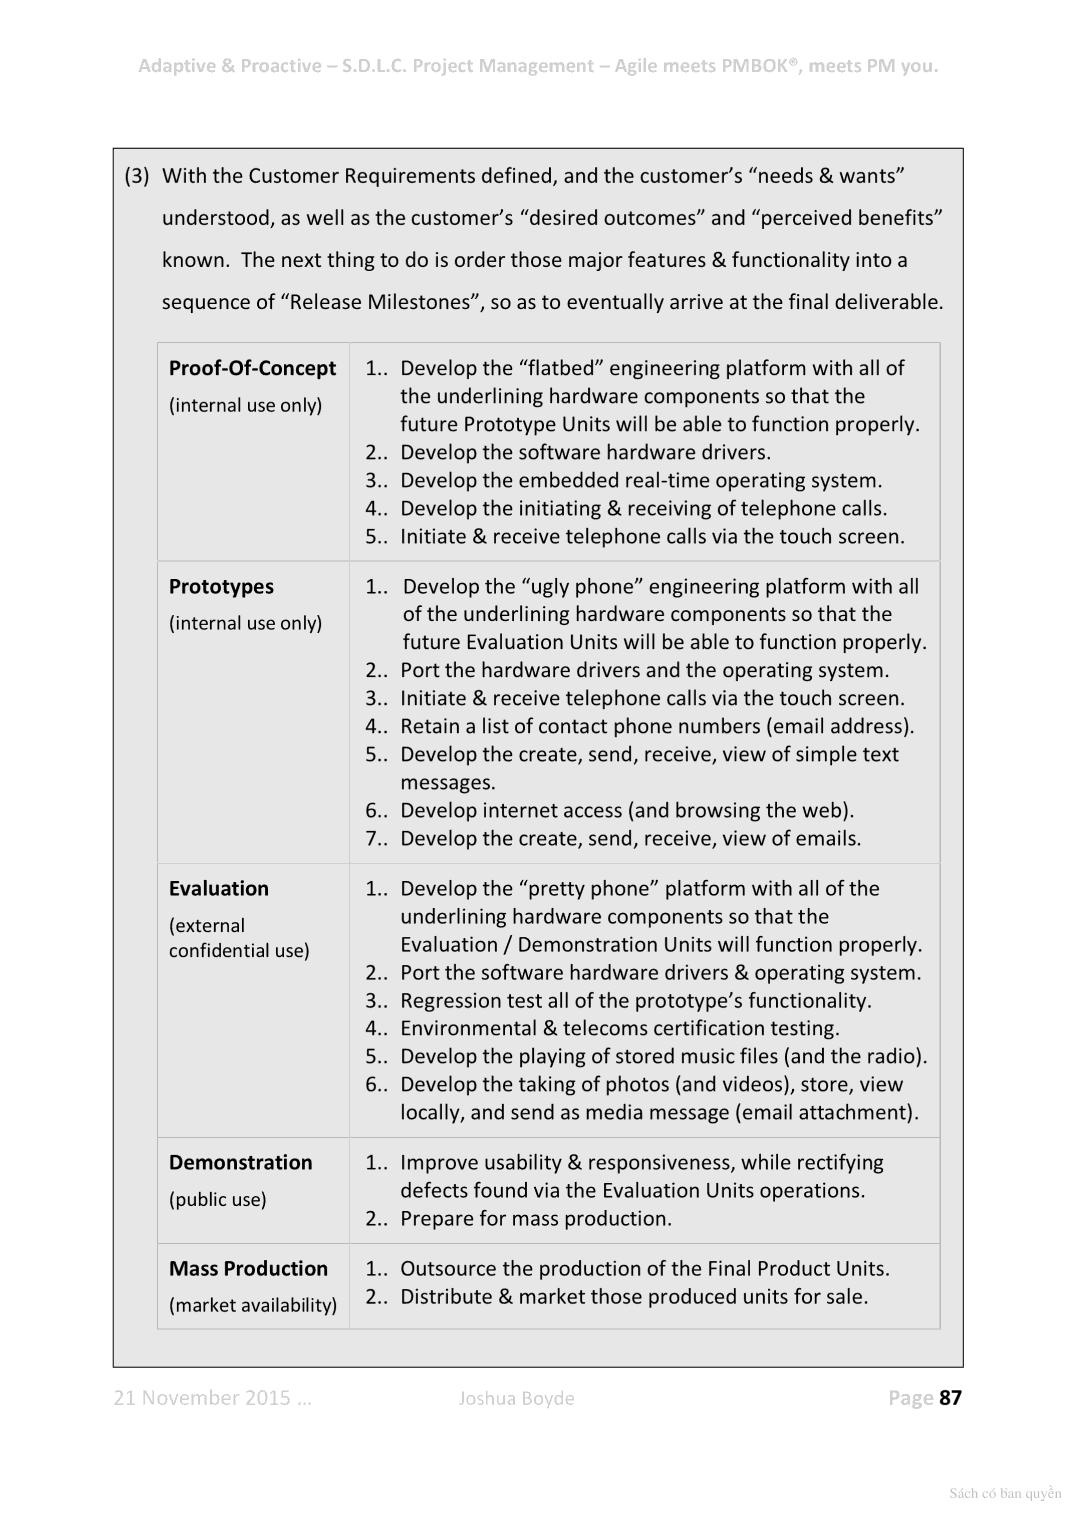 Adaptive & Proactive – S.D.L.C. Project Management – Agile meets PMBOK®, meets PM you.
(3) With the Customer Requirements defined, and the customer’s “needs & wants”
understood, as well as the customer’s “desired outcomes” and “perceived benefits”
known. The next thing to do is order those major features & functionality into a
sequence of “Release Milestones”, so as to eventually arrive at the final deliverable.
Proof-Of-Concept
(internal use only)
1.. Develop the “flatbed” engineering platform with all of
the underlining hardware components so that the
future Prototype Units will be able to function properly.
2.. Develop the software hardware drivers.
3.. Develop the embedded real-time operating system.
4.. Develop the initiating & receiving of telephone calls.
5.. Initiate & receive telephone calls via the touch screen.
Prototypes
(internal use only)
1.. Develop the “ugly phone” engineering platform with all
of the underlining hardware components so that the
future Evaluation Units will be able to function properly.
2.. Port the hardware drivers and the operating system.
3.. Initiate & receive telephone calls via the touch screen.
4.. Retain a list of contact phone numbers (email address).
5.. Develop the create, send, receive, view of simple text
messages.
6.. Develop internet access (and browsing the web).
7.. Develop the create, send, receive, view of emails.
Evaluation
(external
confidential use)
1.. Develop the “pretty phone” platform with all of the
underlining hardware components so that the
Evaluation / Demonstration Units will function properly.
2.. Port the software hardware drivers & operating system.
3.. Regression test all of the prototype’s functionality.
4.. Environmental & telecoms certification testing.
5.. Develop the playing of stored music files (and the radio).
6.. Develop the taking of photos (and videos), store, view
locally, and send as media message (email attachment).
Demonstration
(public use)
1.. Improve usability & responsiveness, while rectifying
defects found via the Evaluation Units operations.
2.. Prepare for mass production.
Mass Production
(market availability)
1.. Outsource the production of the Final Product Units.
2.. Distribute & market those produced units for sale.
21 November 2015 ... Joshua Boyde Page 87
Sách có bản quyền